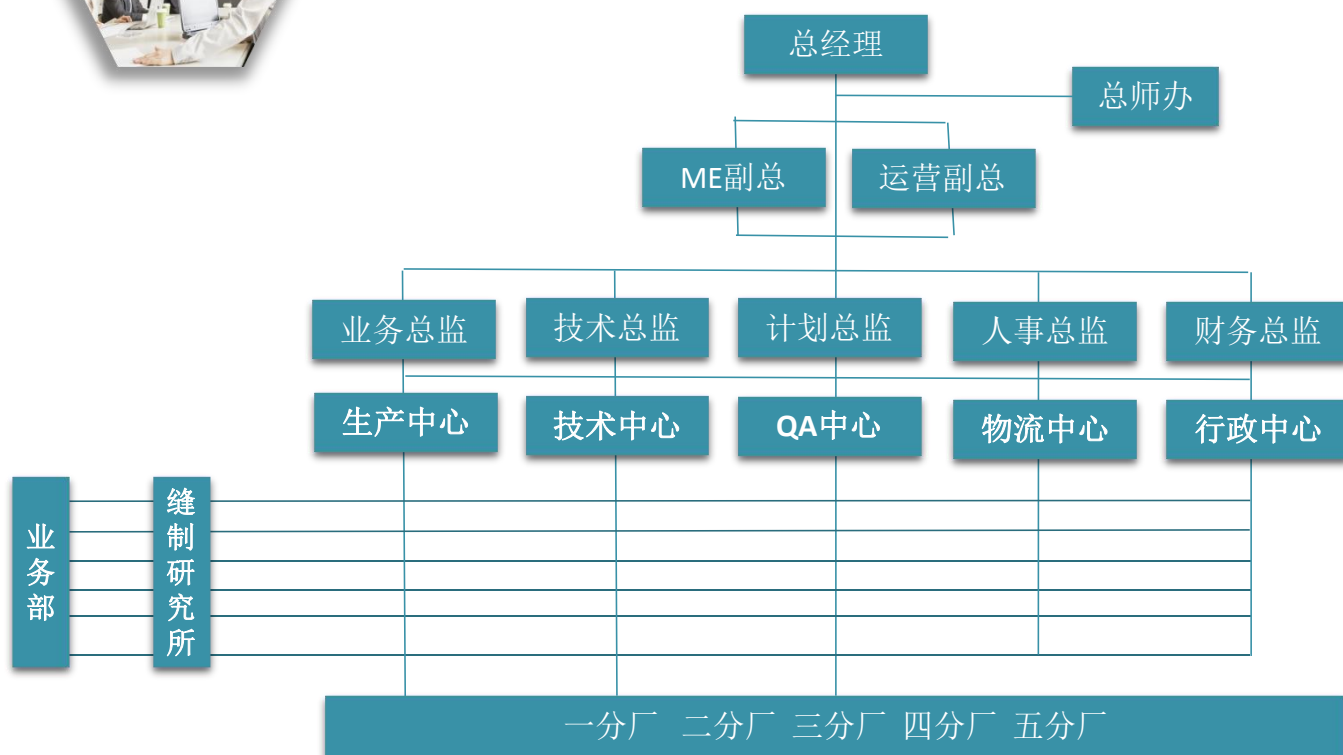 总经理
总师办
ME副总
运营副总
业务总监
技术总监
计划总监
人事总监
财务总监
生产中心
技术中心
QA中心
物流中心
行政中心
业务部
缝制研究所
一分厂 二分厂 三分厂 四分厂 五分厂